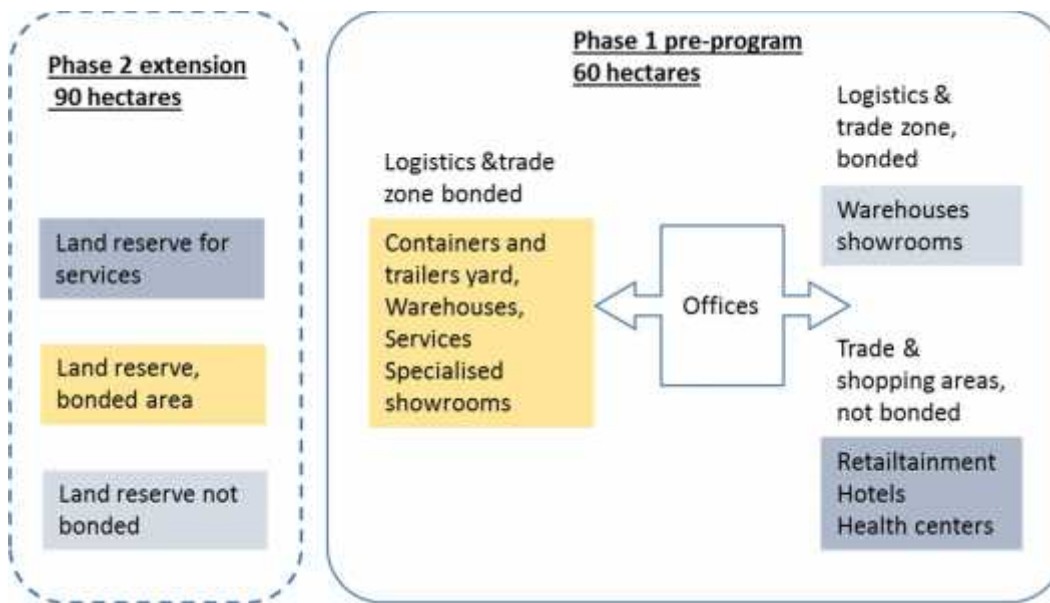 Phase 2 extension
90 hectares
Land reserve for
services
Land reserve,
bonded area
Land reserve not
bonded
Phase 1 pre-program
60 hectares
Logistics &trade
zone bonded
Containers and
trailers yard,
Warehouses,
Services
Specialised
showrooms
Offices
Logistics &
trade zone,
bonded
Warehouses
showrooms
Trade &
shopping areas,
not bonded
Retailtainment
Hotels
Health centers